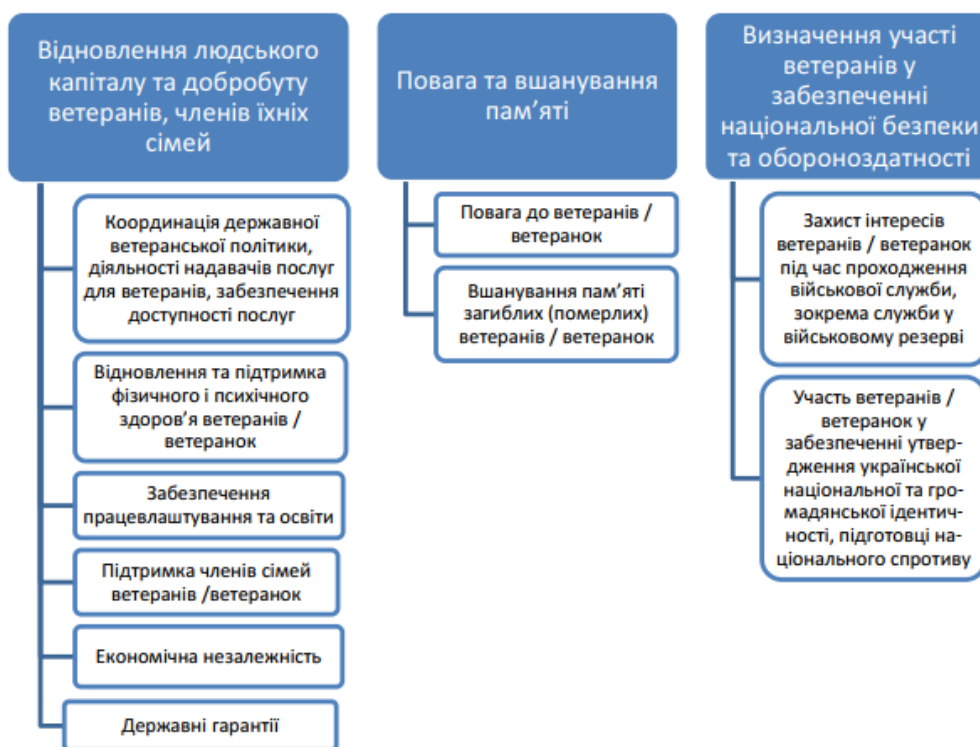 Відновлення людського
капіталу та добробуту
ветеранів, членів їхніх
сімей
Координація державної
ветеранської політики,
діяльності надавачів послуг
для ветеранів, забезпечення
доступності послуг
Відновлення та підтримка
фізичного і психічного
здоров’я ветеранів /
ветеранок
Забезпечення
працевлаштування та освіти
Підтримка членів сімей
ветеранів /ветеранок
Економічна незалежність
Державні гарантії
Повага та вшанування
пам’яті
Повага до ветеранів /
ветеранок
Вшанування пам’яті
загиблих (померлих)
ветеранів / ветеранок
Визначення участі
ветеранів у
забезпеченні
національної безпеки
та обороноздатності
Захист інтересів
ветеранів / ветеранок
під час проходження
військової служби,
зокрема служби у
військовому резерві
Участь ветеранів /
ветеранок у
забезпеченні утвер-
дження української
національної та гро-
мадянської ідентич-
ності, підготовці на-
ціонального спротиву